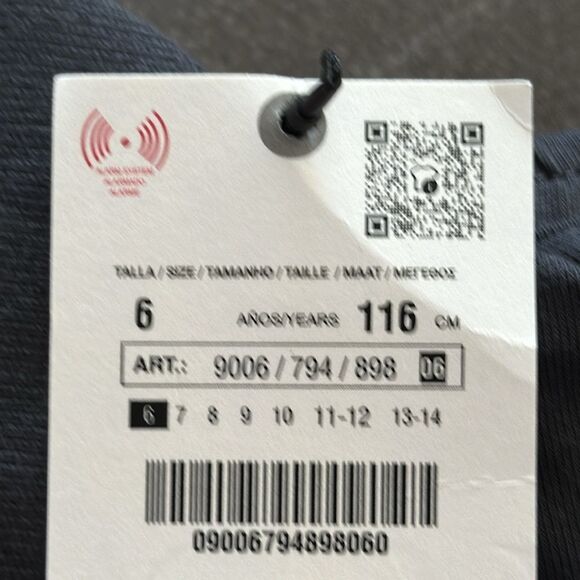 TALLA / SIZE / TAMANHO / TAILLE / MAAT / ΜΕΓΕΘΟΣ
6 AÑOS/YEARS 116 CM
ART.: 9006 / 794 / 898 06
6 7 8 9 10 11-12 13-14
09006794898060